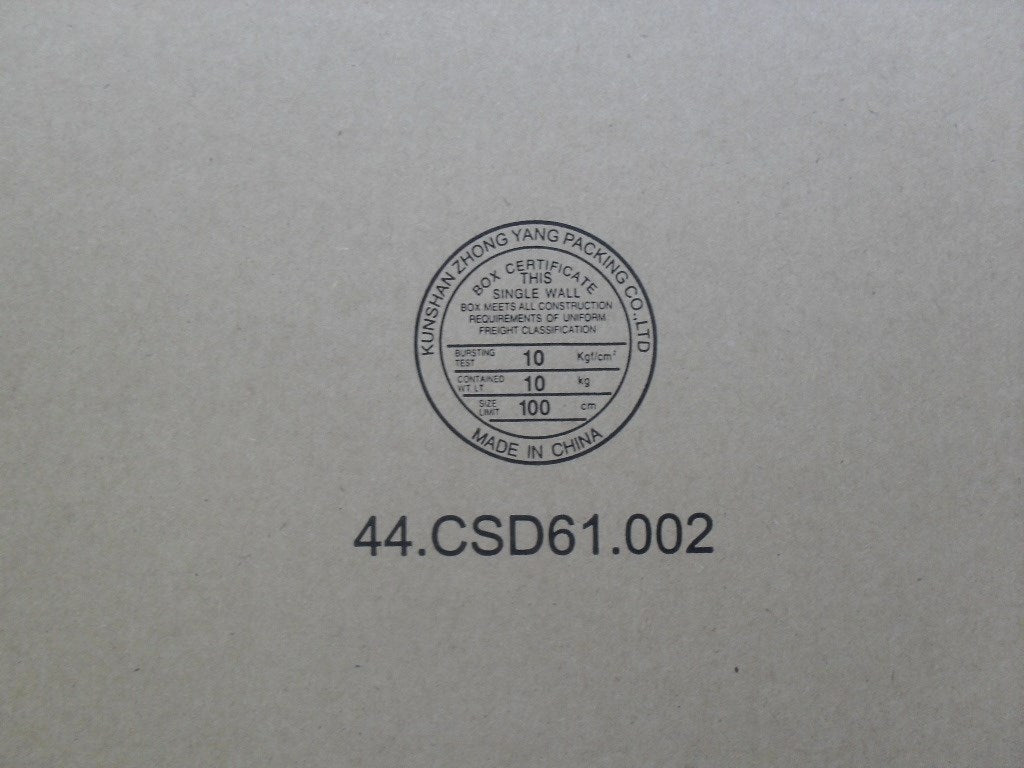 KUNSHAN ZHONG YANG PACKING CO.,LTD
BOX CERTIFICATE
THIS
SINGLE WALL
BOX MEETS ALL CONSTRUCTION
REQUIREMENTS OF UNIFORM
FREIGHT CLASSIFICATION
BURSTING TEST 10 Kgf/cm²
CONTAINED WT LT 10 kg
SIZE LIMIT 100 cm
MADE IN CHINA
44.CSD61.002